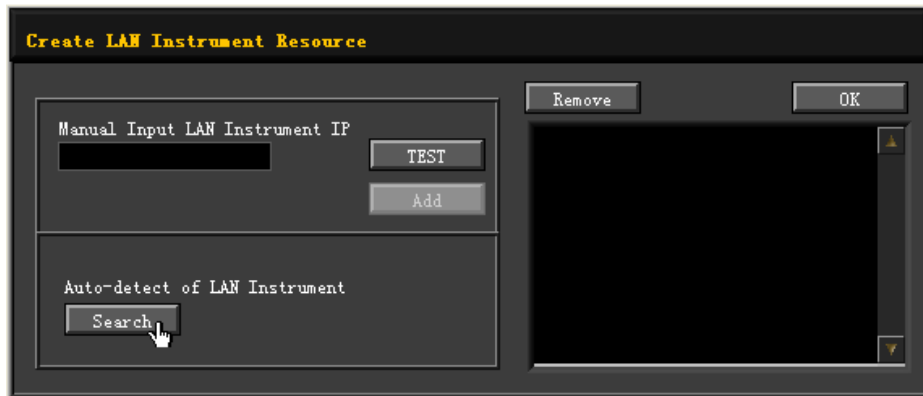 Create LAN Instrument Resource
Remove
OK
Manual Input LAN Instrument IP
TEST
Add
Auto-detect of LAN Instrument
Search